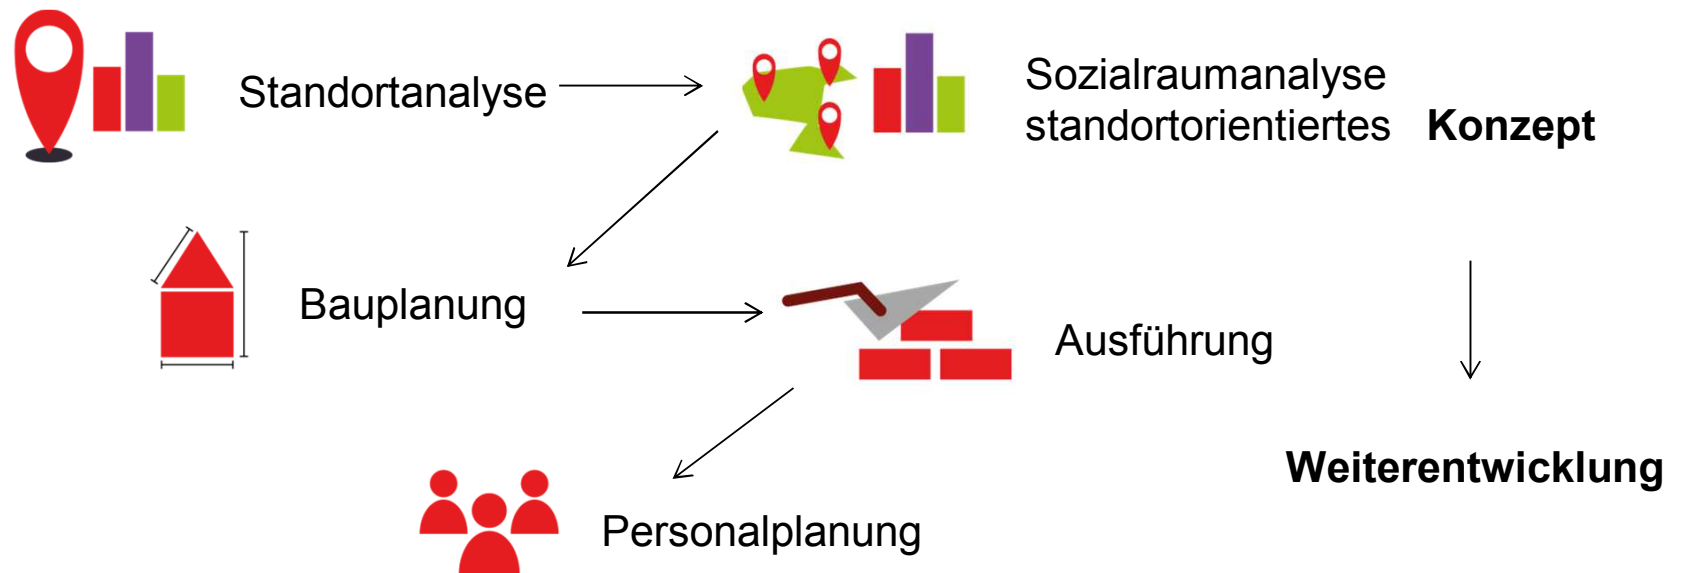 Standortanalyse
Sozialraumanalyse
standortorientiertes Konzept
Bauplanung
Ausführung
Weiterentwicklung
Personalplanung